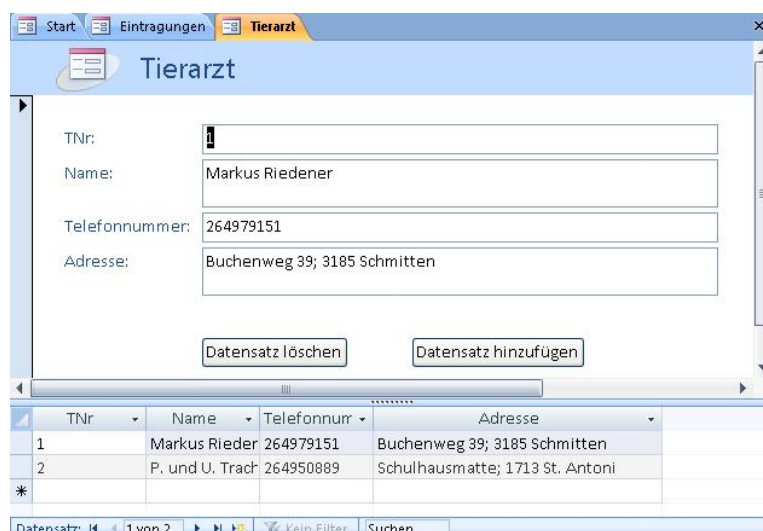 Start Eintragungen Tierarzt
Tierarzt
TNr: 1
Name: Markus Riedener
Telefonnummer: 264979151
Adresse: Buchenweg 39; 3185 Schmitten
Datensatz löschen Datensatz hinzufügen
TNr Name Telefonnurr Adresse
1 Markus Rieder 264979151 Buchenweg 39; 3185 Schmitten
2 P. und U. Trach 264950889 Schulhausmatte; 1713 St. Antoni
Datensatz: 1 von 2 Kein Filter Suchen